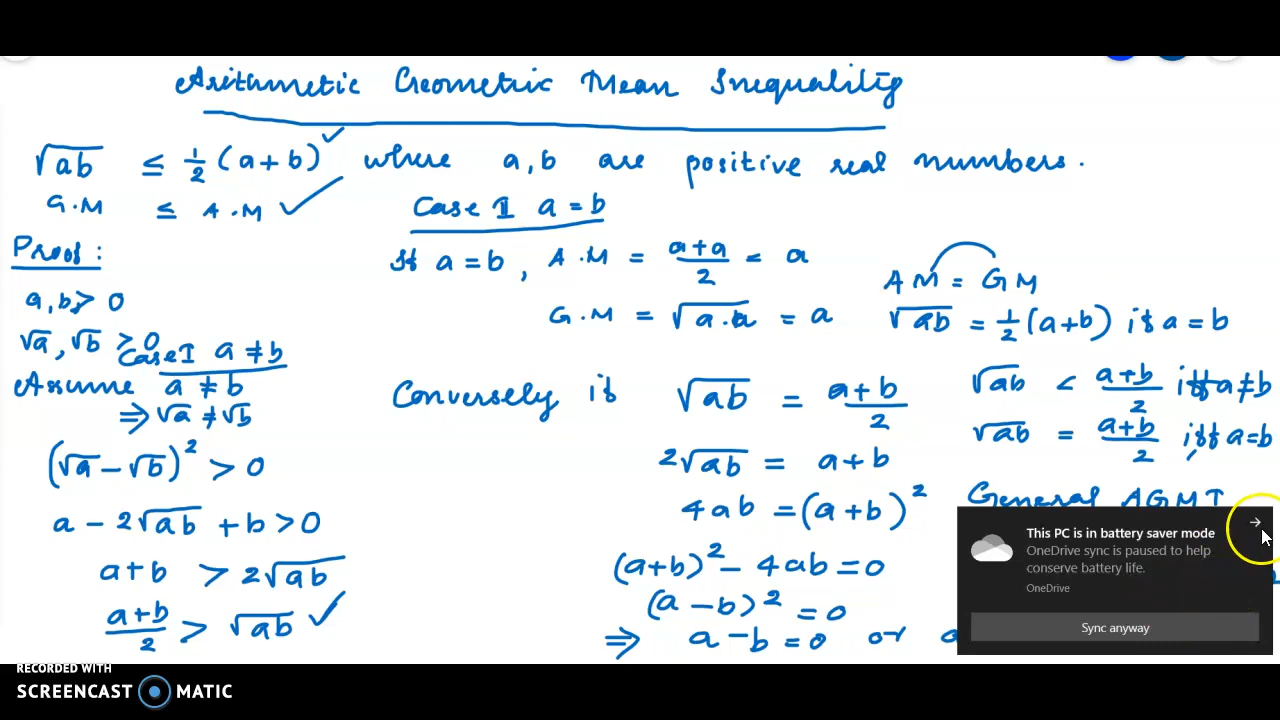 Arithmetic Geometric Mean Inequality
√ab ≤ 1/2 (a+b) where a, b are positive real numbers.
G.M ≤ A.M
Proof:
a, b, > 0
√a, √b > 0
Case I a ≠ b
Assume a ≠ b
⇒ √a ≠ √b
(√a − √b)² > 0
a − 2√ab + b > 0
a+b > 2√ab
a+b/2 > √ab
Case I a = b
If a = b, A.M = a+a/2 = a
G.M = √a.a = a
Conversely if √ab = a+b/2
2√ab = a+b
4ab = (a+b)²
(a+b)² − 4ab = 0
(a−b)² = 0
⇒ a−b = 0 or
AM = GM
√ab = 1/2 (a+b) if a = b
√ab < a+b/2 iff a ≠ b
√ab = a+b/2 iff a = b
General AGMI
This PC is in battery saver mode
OneDrive sync is paused to help
conserve battery life.
OneDrive
Sync anyway
RECORDED WITH
SCREENCAST MATIC